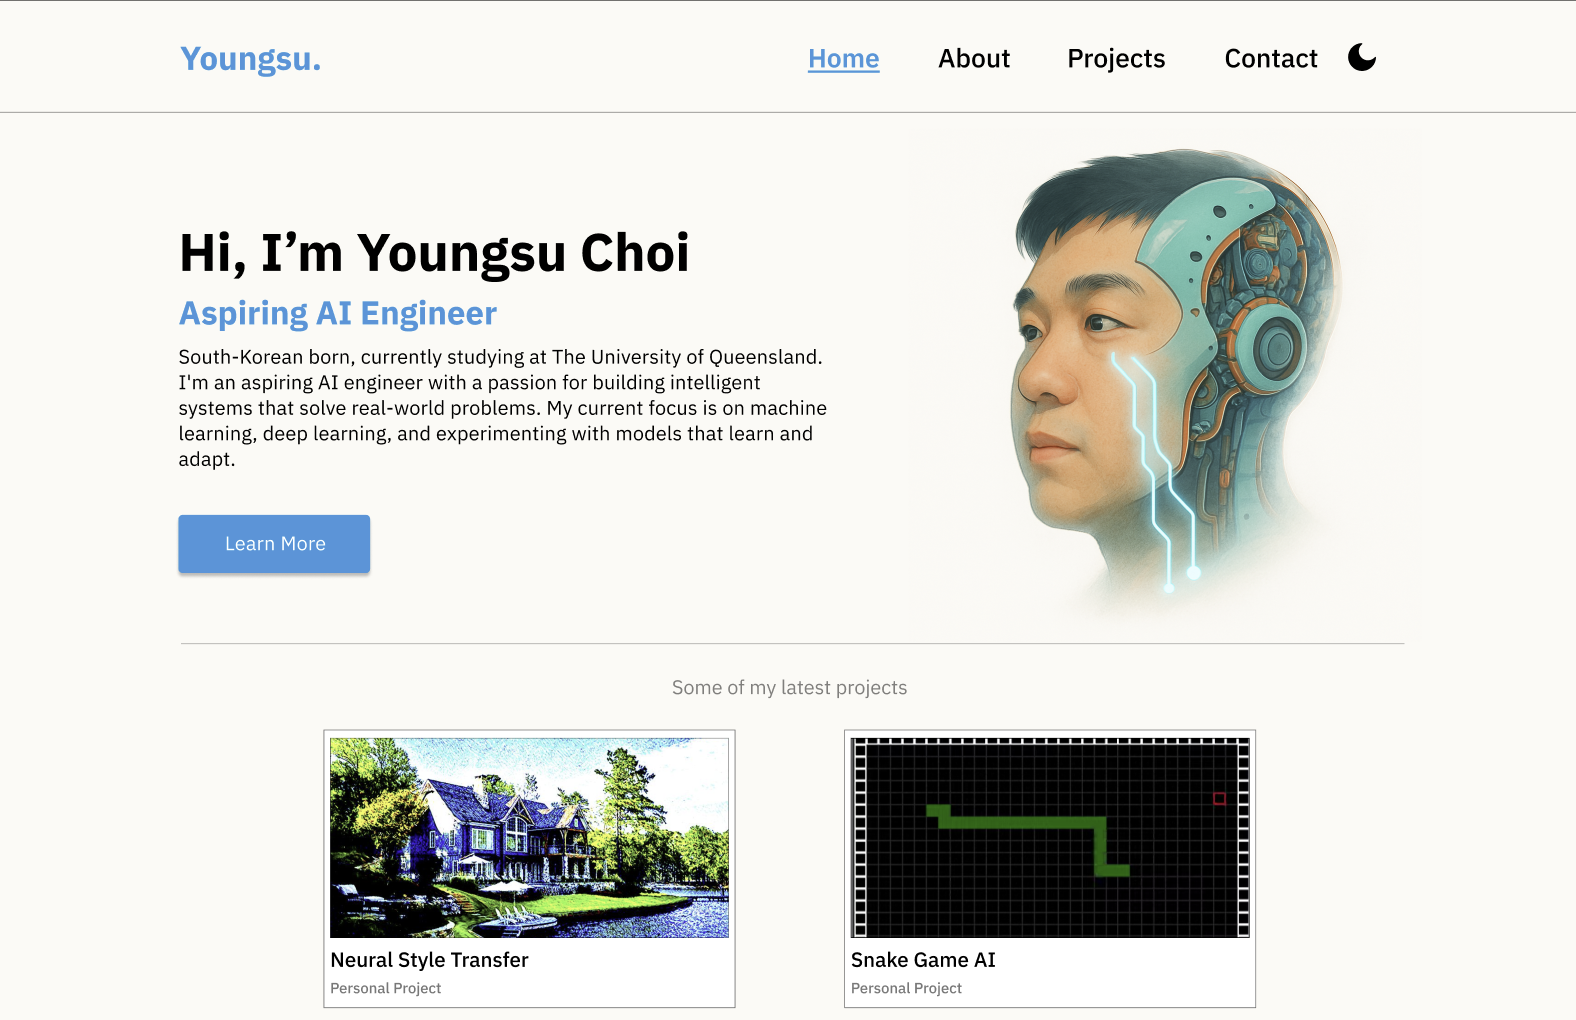 Youngsu.
Home About Projects Contact
Hi, I’m Youngsu Choi
Aspiring AI Engineer
South-Korean born, currently studying at The University of Queensland.
I'm an aspiring AI engineer with a passion for building intelligent
systems that solve real-world problems. My current focus is on machine
learning, deep learning, and experimenting with models that learn and
adapt.
Learn More
Some of my latest projects
Neural Style Transfer
Personal Project
Snake Game AI
Personal Project